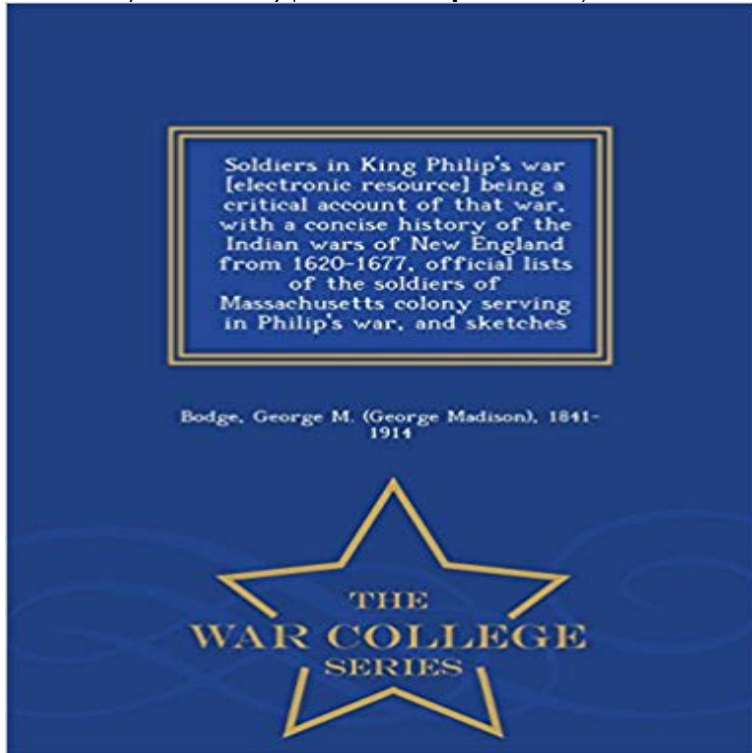 Soldiers in King Philip's war
[electronic resource] being a
critical account of that war,
with a concise history of the
Indian wars of New England
from 1620-1677, official lists
of the soldiers of
Massachusetts colony serving
in Philip's war, and sketches
Bodge, George M. (George Madison), 1841-
1914
THE
WAR COLLEGE
SERIES